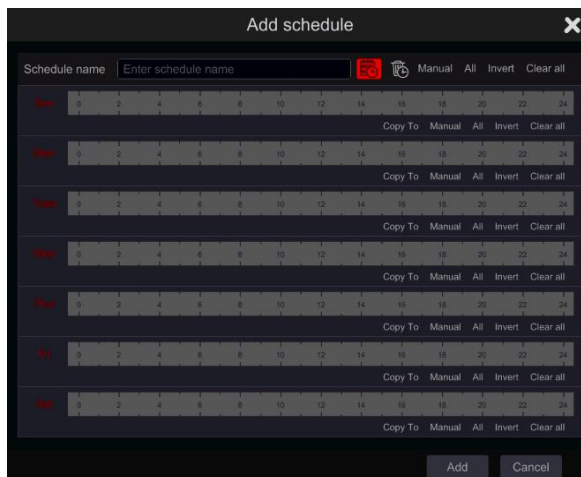 Add schedule
Schedule name Enter schedule name Manual All Invert Clear all
Sun 0 2 4 6 8 10 12 14 16 18 20 22 24
Copy To Manual All Invert Clear all
Mon 0 2 4 6 8 10 12 14 16 18 20 22 24
Copy To Manual All Invert Clear all
Tues 0 2 4 6 8 10 12 14 16 18 20 22 24
Copy To Manual All Invert Clear all
0 2 4 6 8 10 12 14 16 18 20 22 24
Copy To Manual All Invert Clear all
0 2 4 6 8 10 12 14 16 18 20 22 24
Copy To Manual All Invert Clear all
Fri 0 2 4 6 8 10 12 14 16 18 20 22 24
Copy To Manual All Invert Clear all
Sat 0 2 4 6 8 10 12 14 16 18 20 22 24
Copy To Manual All Invert Clear all
Add Cancel